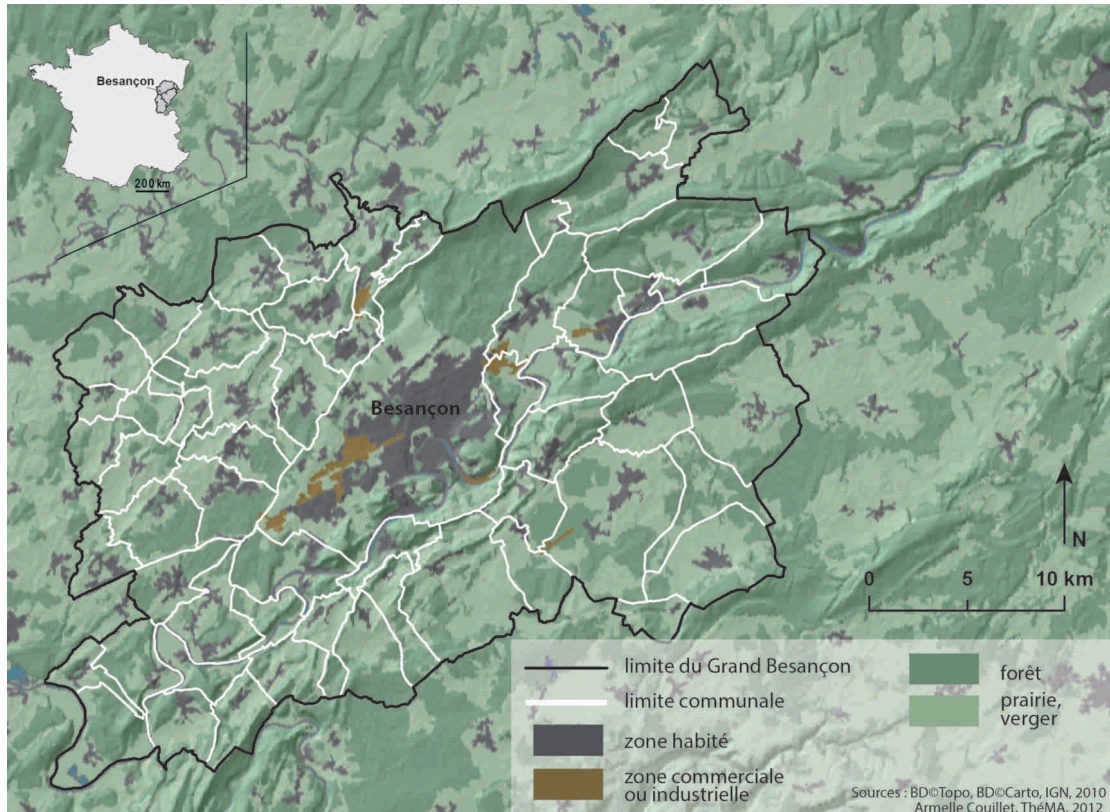 Besançon
200 km
Besançon
N
0 5 10 km
limite du Grand Besançon
limite communale
zone habité
zone commerciale
ou industrielle
forêt
prairie,
verger
Sources : BD©Topo, BD©Carto, IGN, 2010
Armelle Couillet, ThéMA, 2012